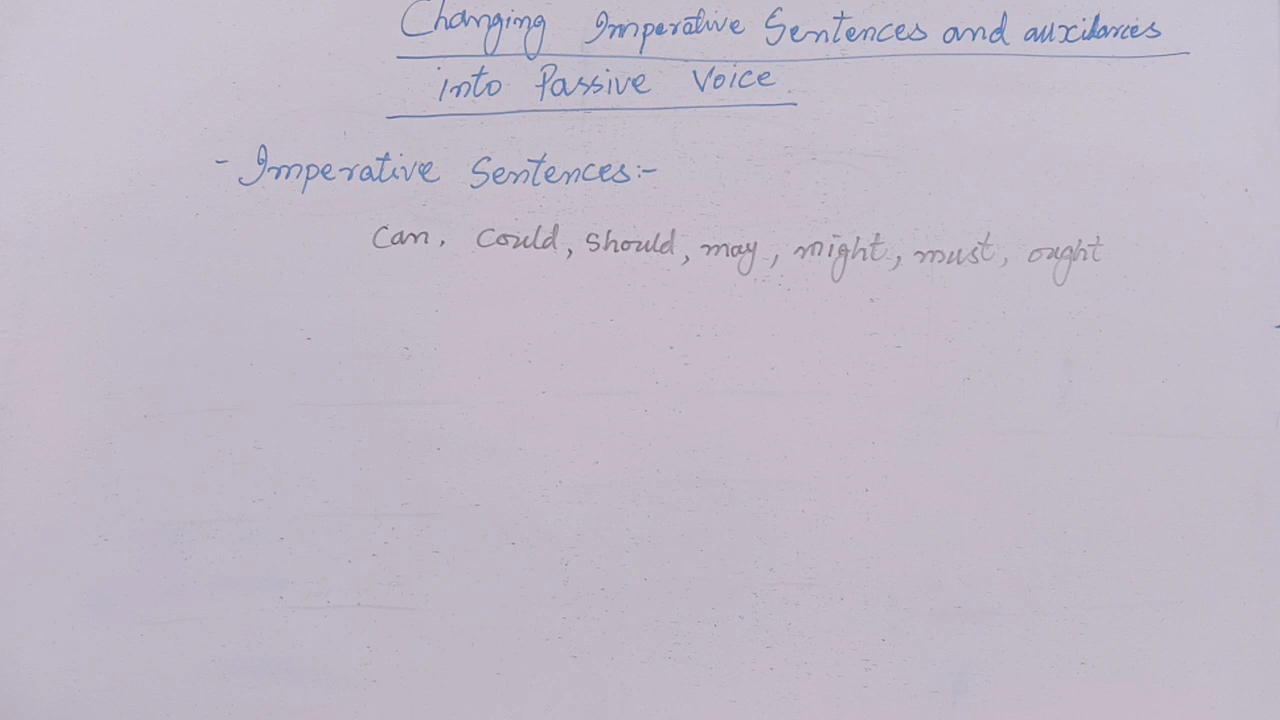 Changing Imperative Sentences and auxilaries
into Passive Voice
- Imperative Sentences:-
can, could, should, may, might, must, ought